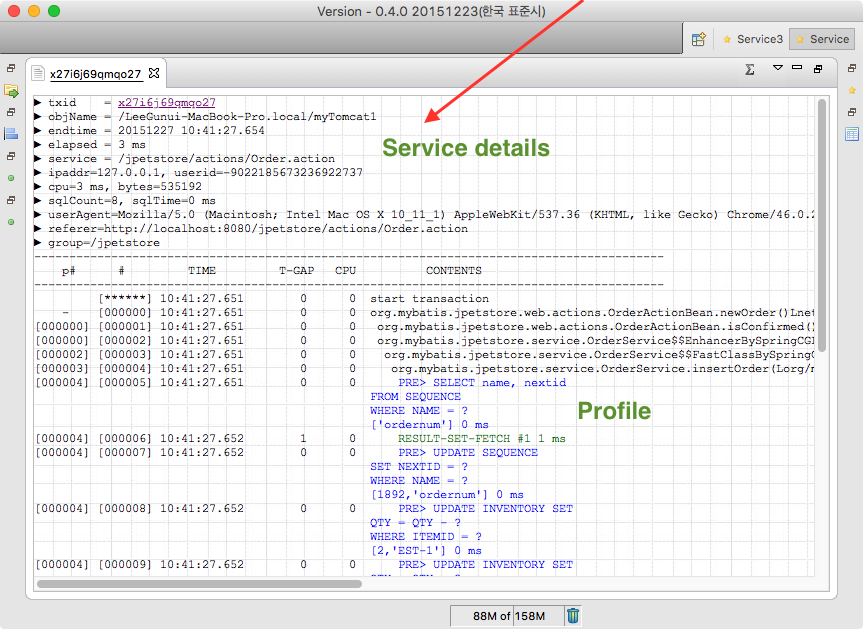 Version - 0.4.0 20151223(한국 표준시)
Service3 Service
x27i6j69qmqo27
Σ
▶ txid = x27i6j69qmqo27
▶ objName = /LeeGunui-MacBook-Pro.local/myTomcat1
▶ endtime = 20151227 10:41:27.654
▶ elapsed = 3 ms
Service details
▶ service = /jpetstore/actions/Order.action
▶ ipaddr=127.0.0.1, userid=-9022185673236922737
▶ cpu=3 ms, bytes=535192
▶ sqlCount=8, sqlTime=0 ms
▶ userAgent=Mozilla/5.0 (Macintosh; Intel Mac OS X 10_11_1) AppleWebKit/537.36 (KHTML, like Gecko) Chrome/46.0.2
▶ referer=http://localhost:8080/jpetstore/actions/Order.action
▶ group=/jpetstore
p# # TIME T-GAP CPU CONTENTS
[******] 10:41:27.651 0 0 start transaction
- [000000] 10:41:27.651 0 0 org.mybatis.jpetstore.web.actions.OrderActionBean.newOrder()Lnet
[000000] [000001] 10:41:27.651 0 0 org.mybatis.jpetstore.web.actions.OrderActionBean.isConfirmed()
[000000] [000002] 10:41:27.651 0 0 org.mybatis.jpetstore.service.OrderService$$EnhancerBySpringCGL
[000002] [000003] 10:41:27.651 0 0 org.mybatis.jpetstore.service.OrderService$$FastClassBySpringC
[000003] [000004] 10:41:27.651 0 0 org.mybatis.jpetstore.service.OrderService.insertOrder(Lorg/m
[000004] [000005] 10:41:27.651 0 0 PRE> SELECT name, nextid
FROM SEQUENCE
WHERE NAME = ?
Profile
['ordernum'] 0 ms
[000004] [000006] 10:41:27.652 1 0 RESULT-SET-FETCH #1 1 ms
[000004] [000007] 10:41:27.652 0 0 PRE> UPDATE SEQUENCE
SET NEXTID = ?
WHERE NAME = ?
[1892,'ordernum'] 0 ms
[000004] [000008] 10:41:27.652 0 0 PRE> UPDATE INVENTORY SET
QTY = QTY - ?
WHERE ITEMID = ?
[2,'EST-1'] 0 ms
[000004] [000009] 10:41:27.652 0 0 PRE> UPDATE INVENTORY SET
88M of 158M